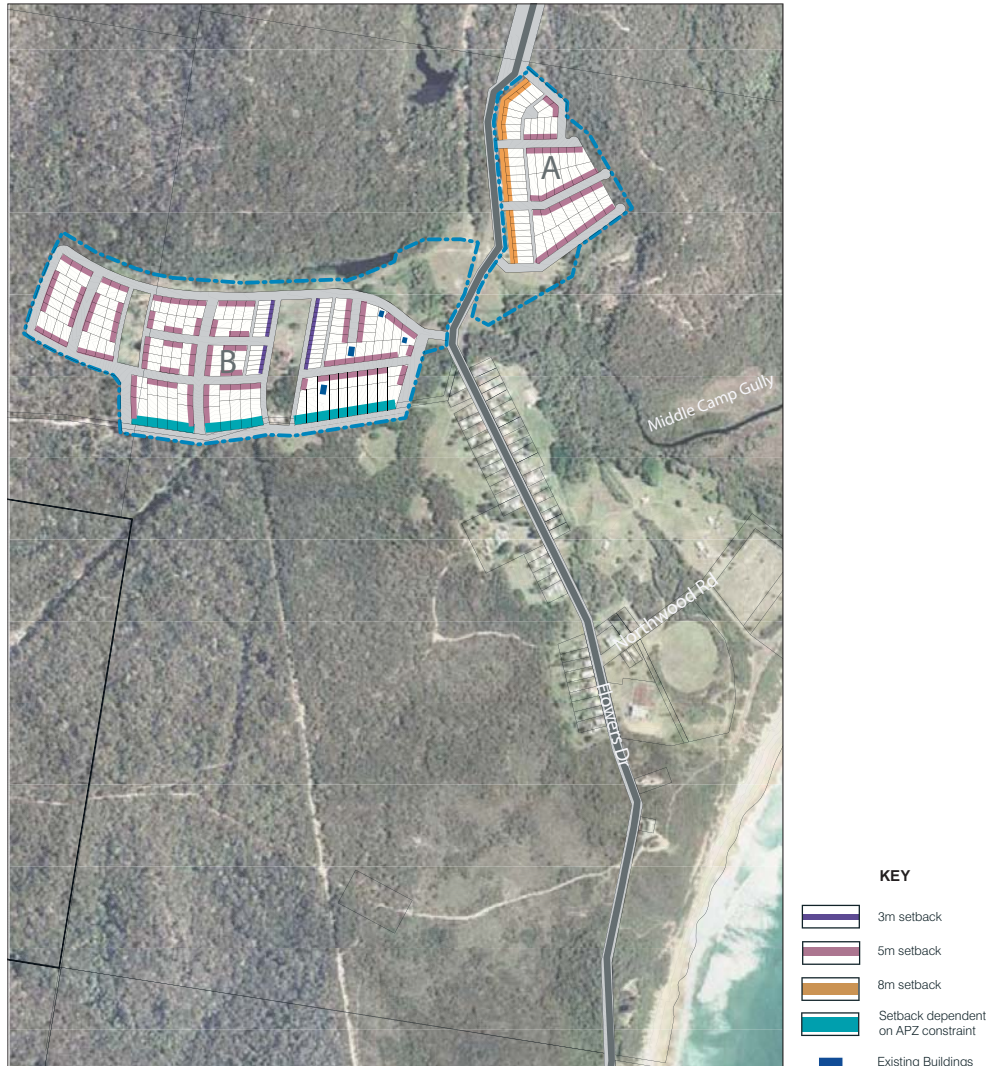 A
B
Middle Camp Gully
Northwood Rd
Flowers Dr
KEY
3m setback
5m setback
8m setback
Setback dependent
on APZ constraint
Existing Buildings